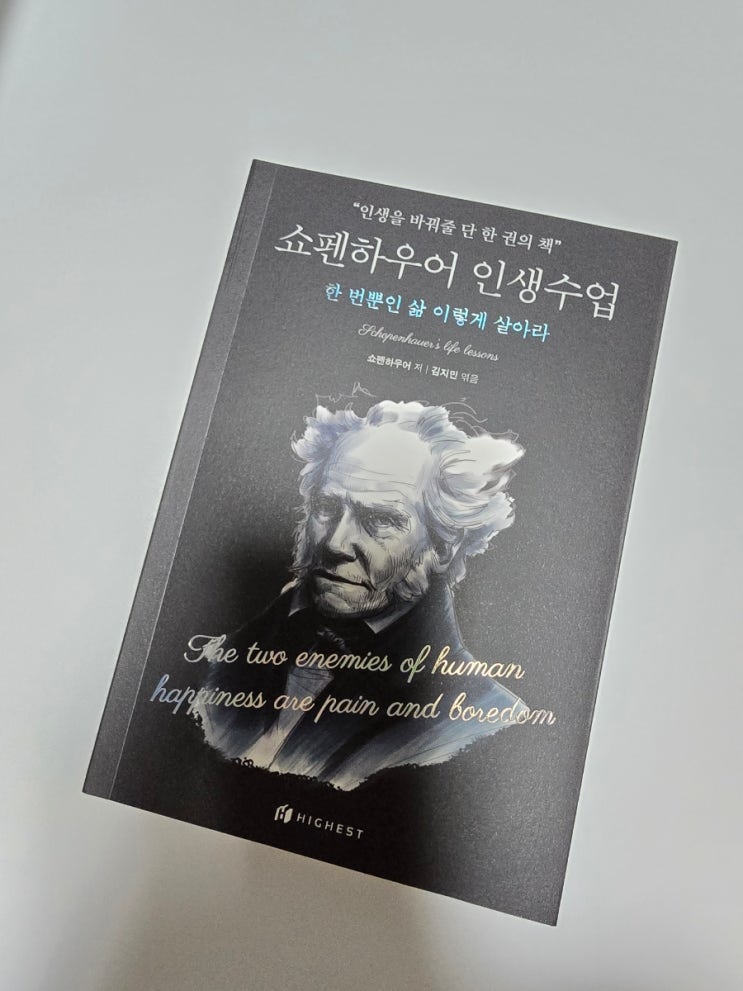 “인생을 바꿔줄 단 한 권의 책”
쇼펜하우어 인생수업
한 번뿐인 삶 이렇게 살아라
Schopenhauer's life lessons
쇼펜하우어 저 | 김지민 엮음
The two enemies of human
happiness are pain and boredom
HIGHEST